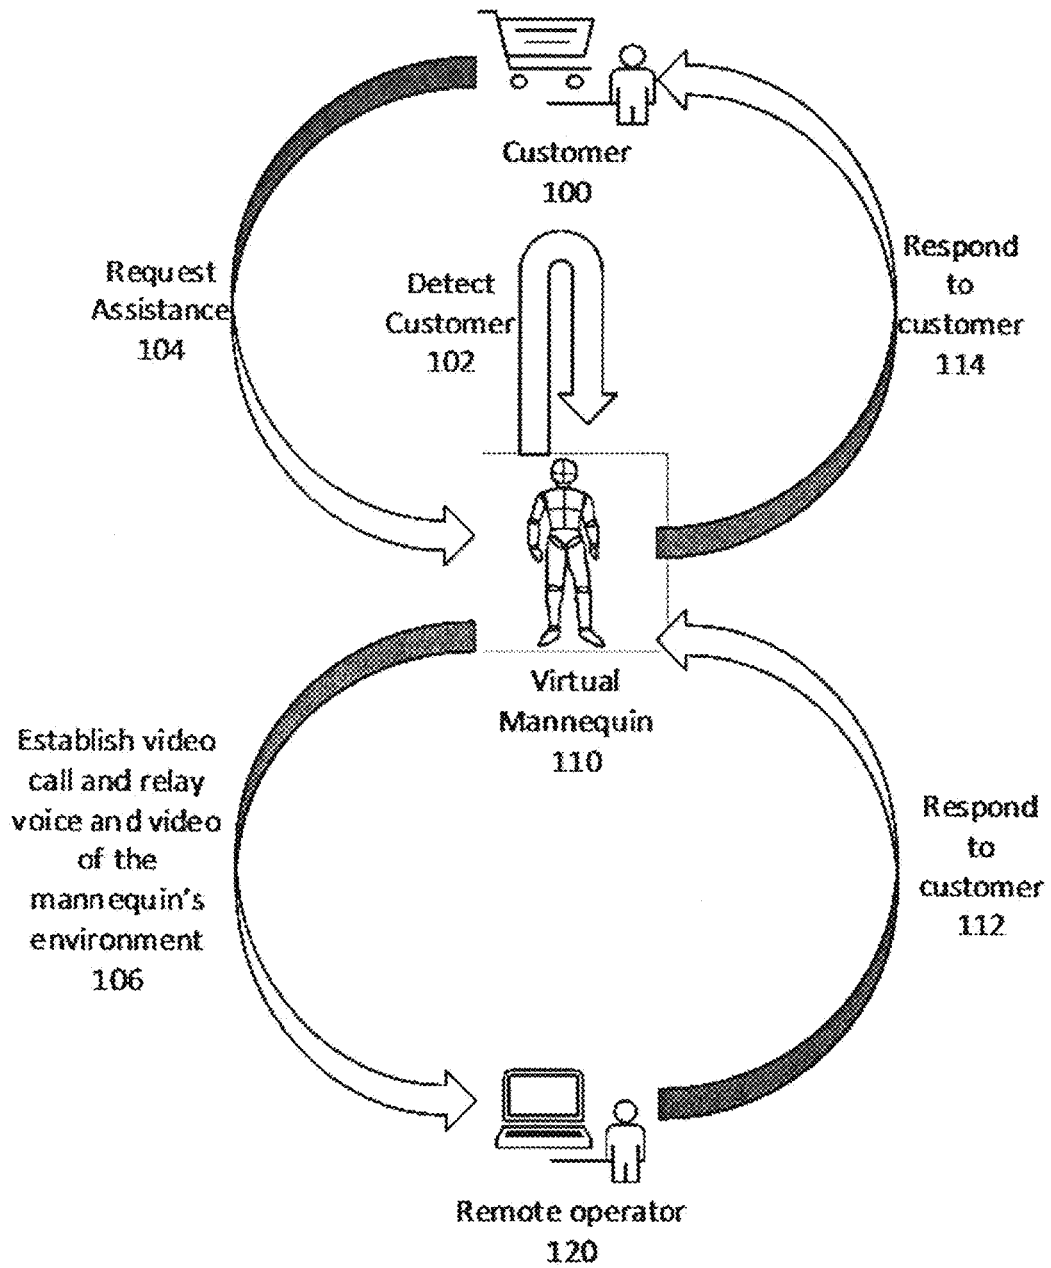 Customer
100
Request
Assistance
104
Detect
Customer
102
Respond
to
customer
114
Virtual
Mannequin
110
Establish video
call and relay
voice and video
of the
mannequin's
environment
106
Respond
to
customer
112
Remote operator
120